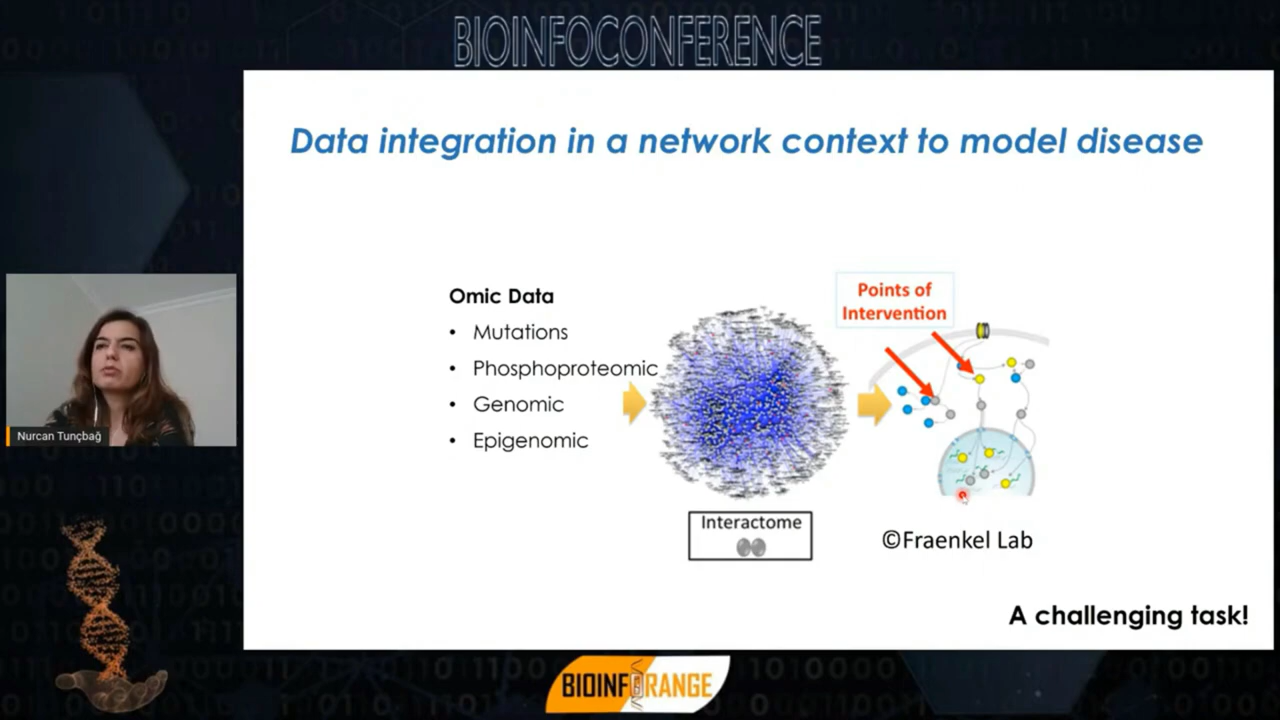 BIOINFOCONFERENCE
Data integration in a network context to model disease
Omic Data
• Mutations
• Phosphoproteomic
• Genomic
• Epigenomic
Points of
Intervention
Interactome
©Fraenkel Lab
A challenging task!
Nurcan Tunçbağ
BIOINFORANGE